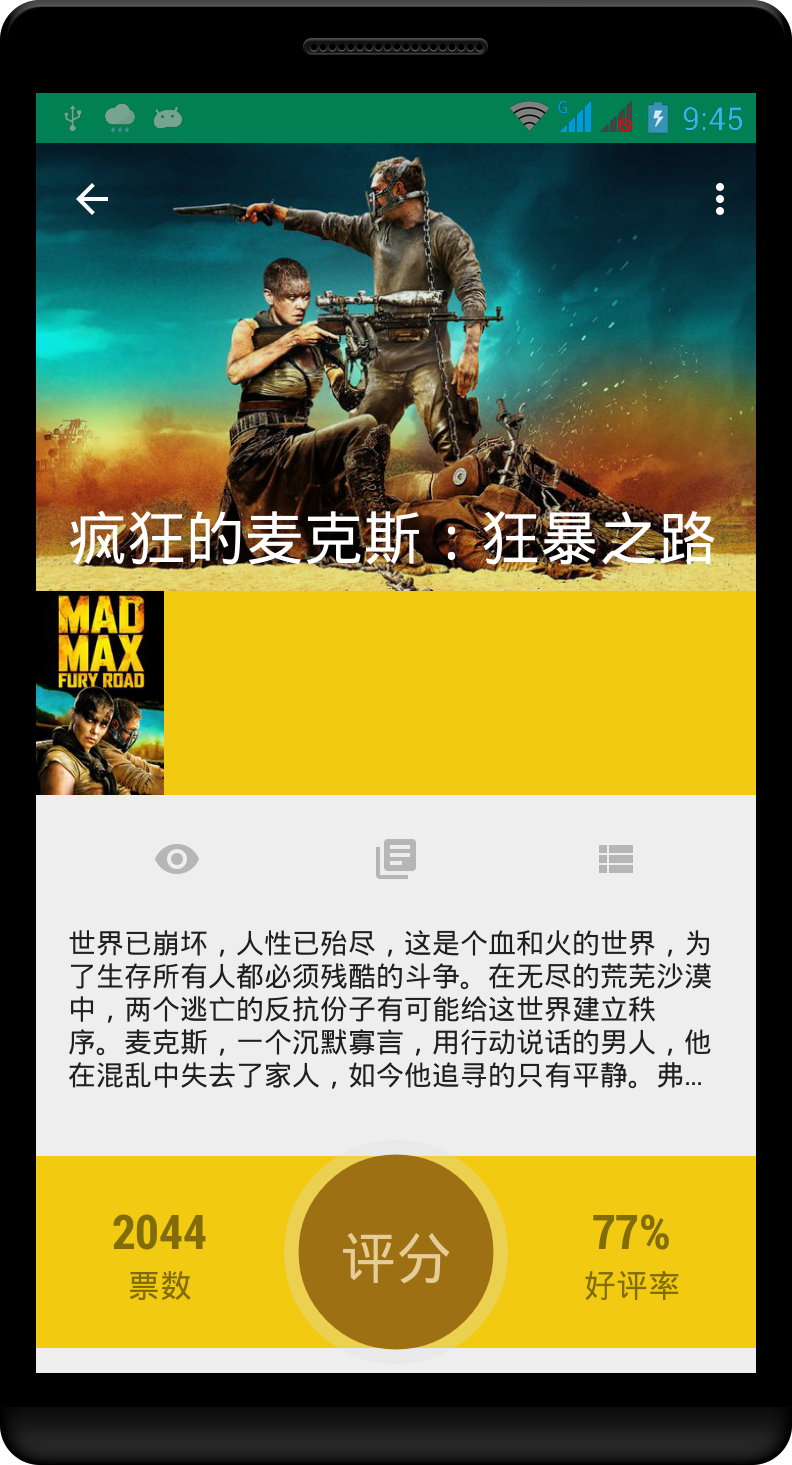 G
9:45
疯狂的麦克斯：狂暴之路
MAD
MAX
FURY ROAD
世界已崩坏，人性已殆尽，这是个血和火的世界，为
了生存所有人都必须残酷的斗争。在无尽的荒芜沙漠
中，两个逃亡的反抗份子有可能给这世界建立秩
序。麦克斯，一个沉默寡言，用行动说话的男人，他
在混乱中失去了家人，如今他追寻的只有平静。弗...
2044
票数
评分
77%
好评率